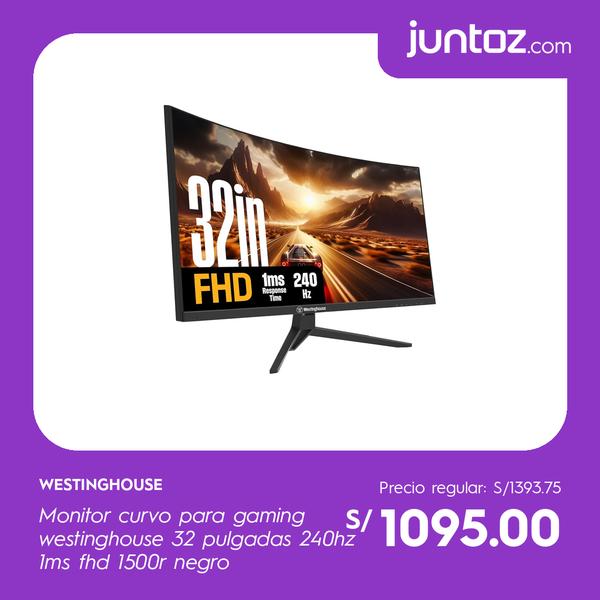 juntoz.com
32in
FHD
1ms
Response
Time
240
Hz
Westinghouse
WESTINGHOUSE
Precio regular: S/1393.75
Monitor curvo para gaming
westinghouse 32 pulgadas 240hz
1ms fhd 1500r negro
S/ 1095.00